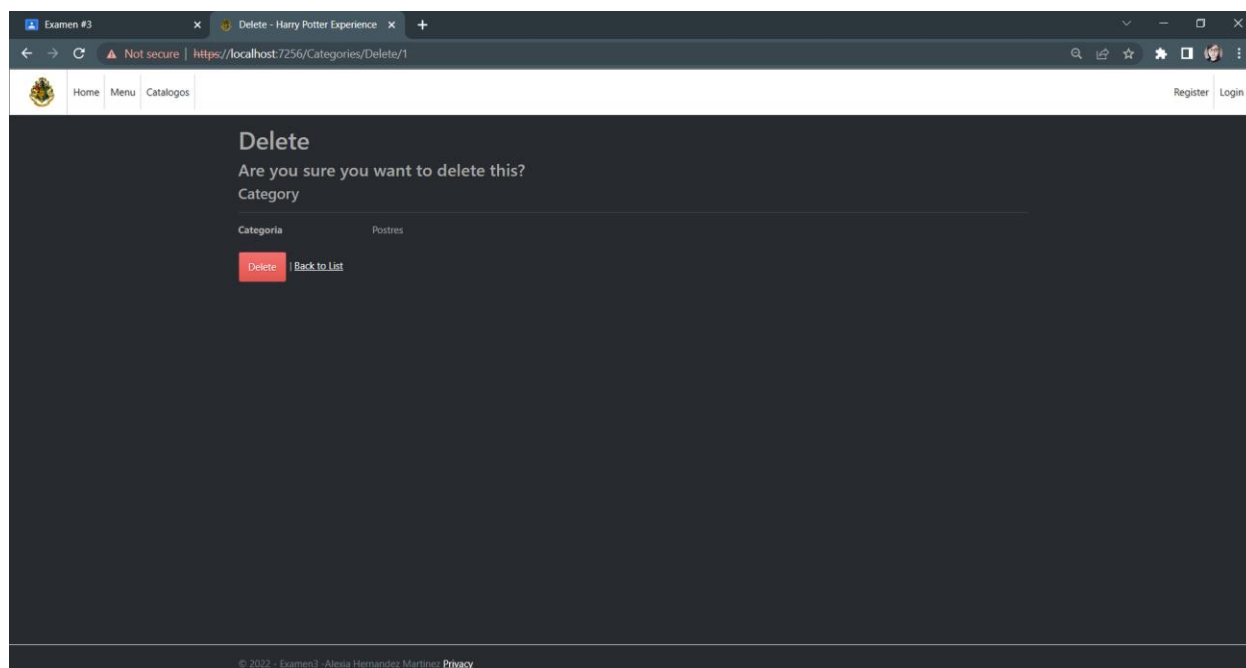 Examen #3
Delete - Harry Potter Experience
Not secure | https://localhost:7256/Categories/Delete/1
Home Menu Catalogos Register Login
Delete
Are you sure you want to delete this?
Category
Categoria Postres
Delete | Back to List
© 2022 - Examen3 -Alexia Hernandez Martinez Privacy